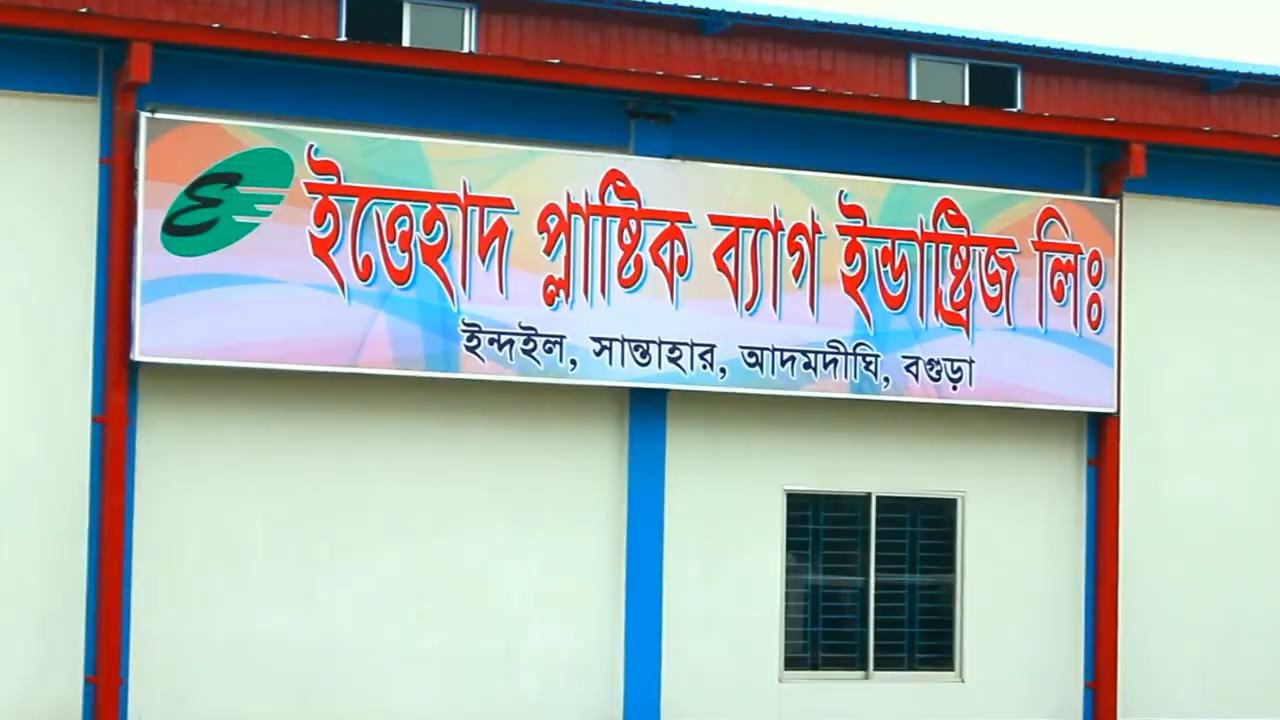 ইত্তেহাদ প্লাষ্টিক ব্যাগ ইন্ডাষ্ট্রিজ লিঃ
ইন্দইল, সান্তাহার, আদমদীঘি, বগুড়া